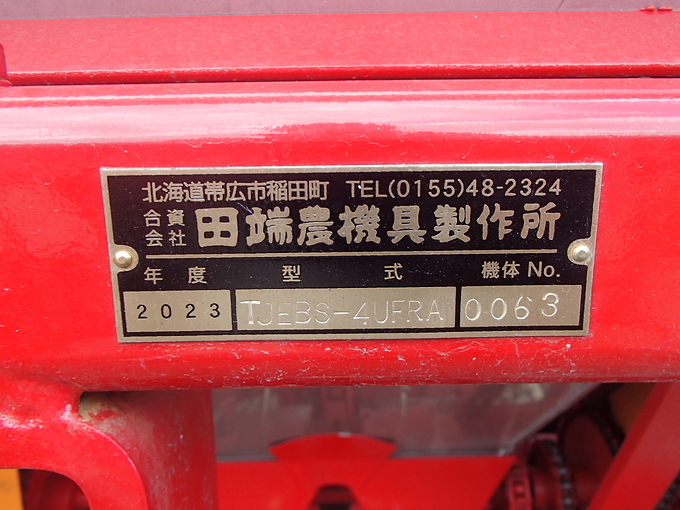 北海道帯広市稲田町 TEL(0155)48-2324
合資会社 田端農機具製作所
年度 型式 機体No.
2023 TJEBS-4UFRA 0063